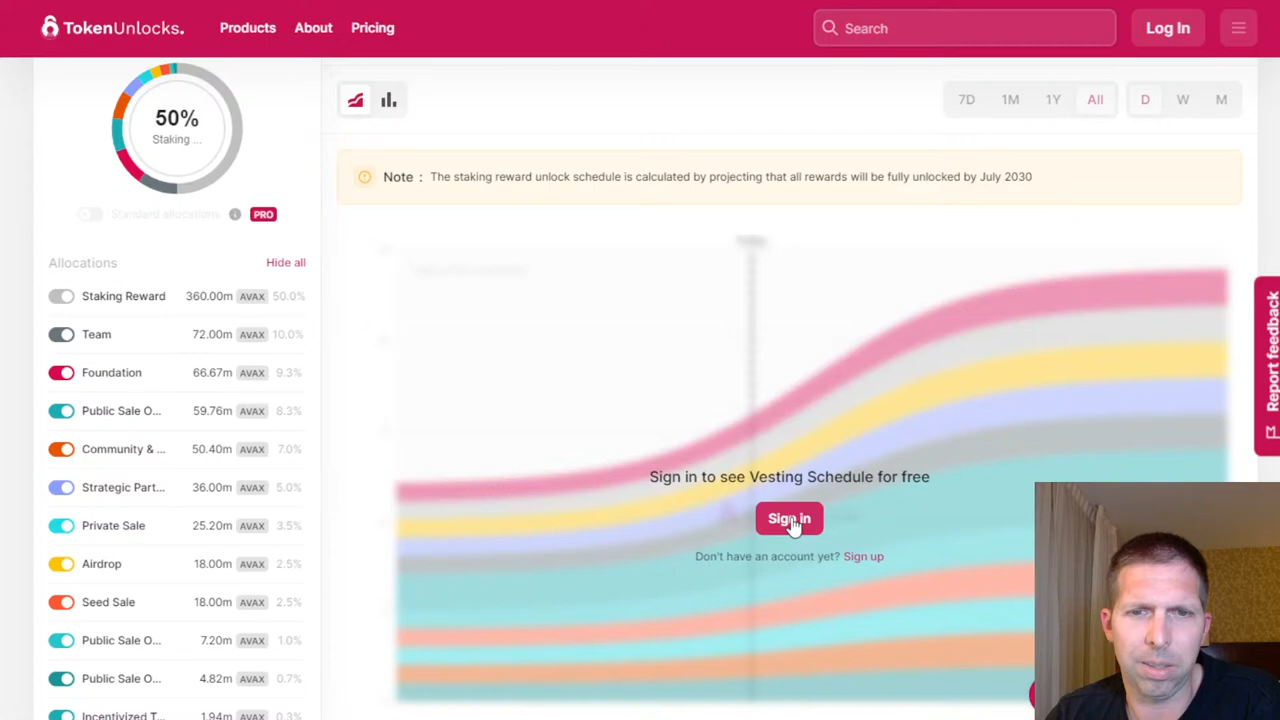 TokenUnlocks.
Products
About
Pricing
Search
Log In
50%
Staking ...
Standard allocations
PRO
Allocations
Hide all
Staking Reward 360.00m AVAX 50.0%
Team 72.00m AVAX 10.0%
Foundation 66.67m AVAX 9.3%
Public Sale O... 59.76m AVAX 8.3%
Community & ... 50.40m AVAX 7.0%
Strategic Part... 36.00m AVAX 5.0%
Private Sale 25.20m AVAX 3.5%
Airdrop 18.00m AVAX 2.5%
Seed Sale 18.00m AVAX 2.5%
Public Sale O... 7.20m AVAX 1.0%
Public Sale O... 4.82m AVAX 0.7%
Incentivized T... 1.94m AVAX 0.3%
7D 1M 1Y All D W M
Note : The staking reward unlock schedule is calculated by projecting that all rewards will be fully unlocked by July 2030
Sign in to see Vesting Schedule for free
Sign in
Don't have an account yet? Sign up
Report feedback